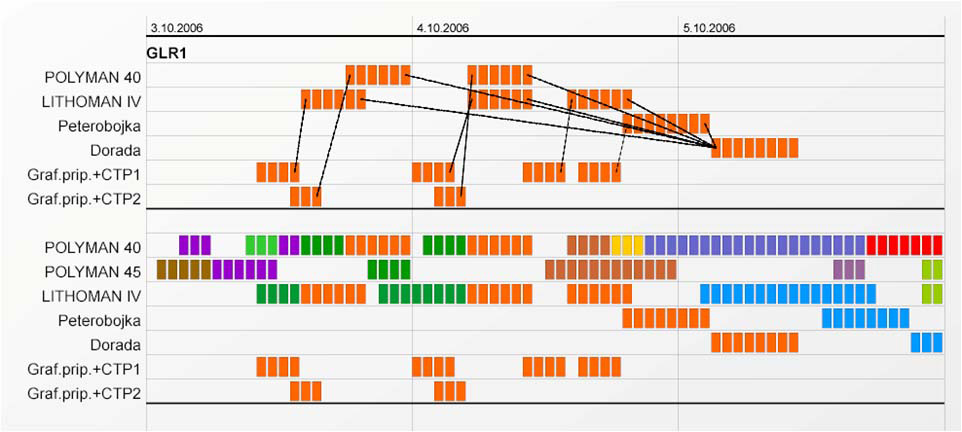 3.10.2006 4.10.2006 5.10.2006
GLR1
POLYMAN 40
LITHOMAN IV
Peterobojka
Dorada
Graf.prip.+CTP1
Graf.prip.+CTP2
POLYMAN 40
POLYMAN 45
LITHOMAN IV
Peterobojka
Dorada
Graf.prip.+CTP1
Graf.prip.+CTP2